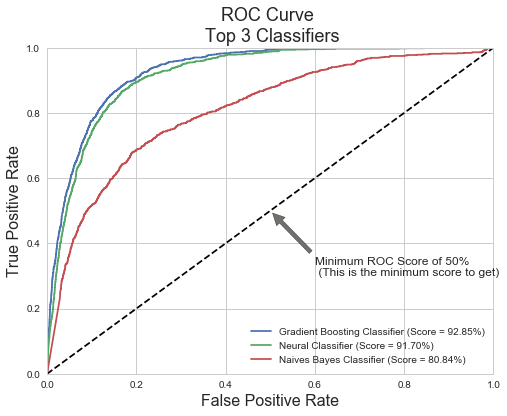 ROC Curve
Top 3 Classifiers
1.0
0.8
0.6
0.4
0.2
0.0
True Positive Rate
Minimum ROC Score of 50%
(This is the minimum score to get)
Gradient Boosting Classifier (Score = 92.85%)
Neural Classifier (Score = 91.70%)
Naives Bayes Classifier (Score = 80.84%)
0.0 0.2 0.4 0.6 0.8 1.0
False Positive Rate